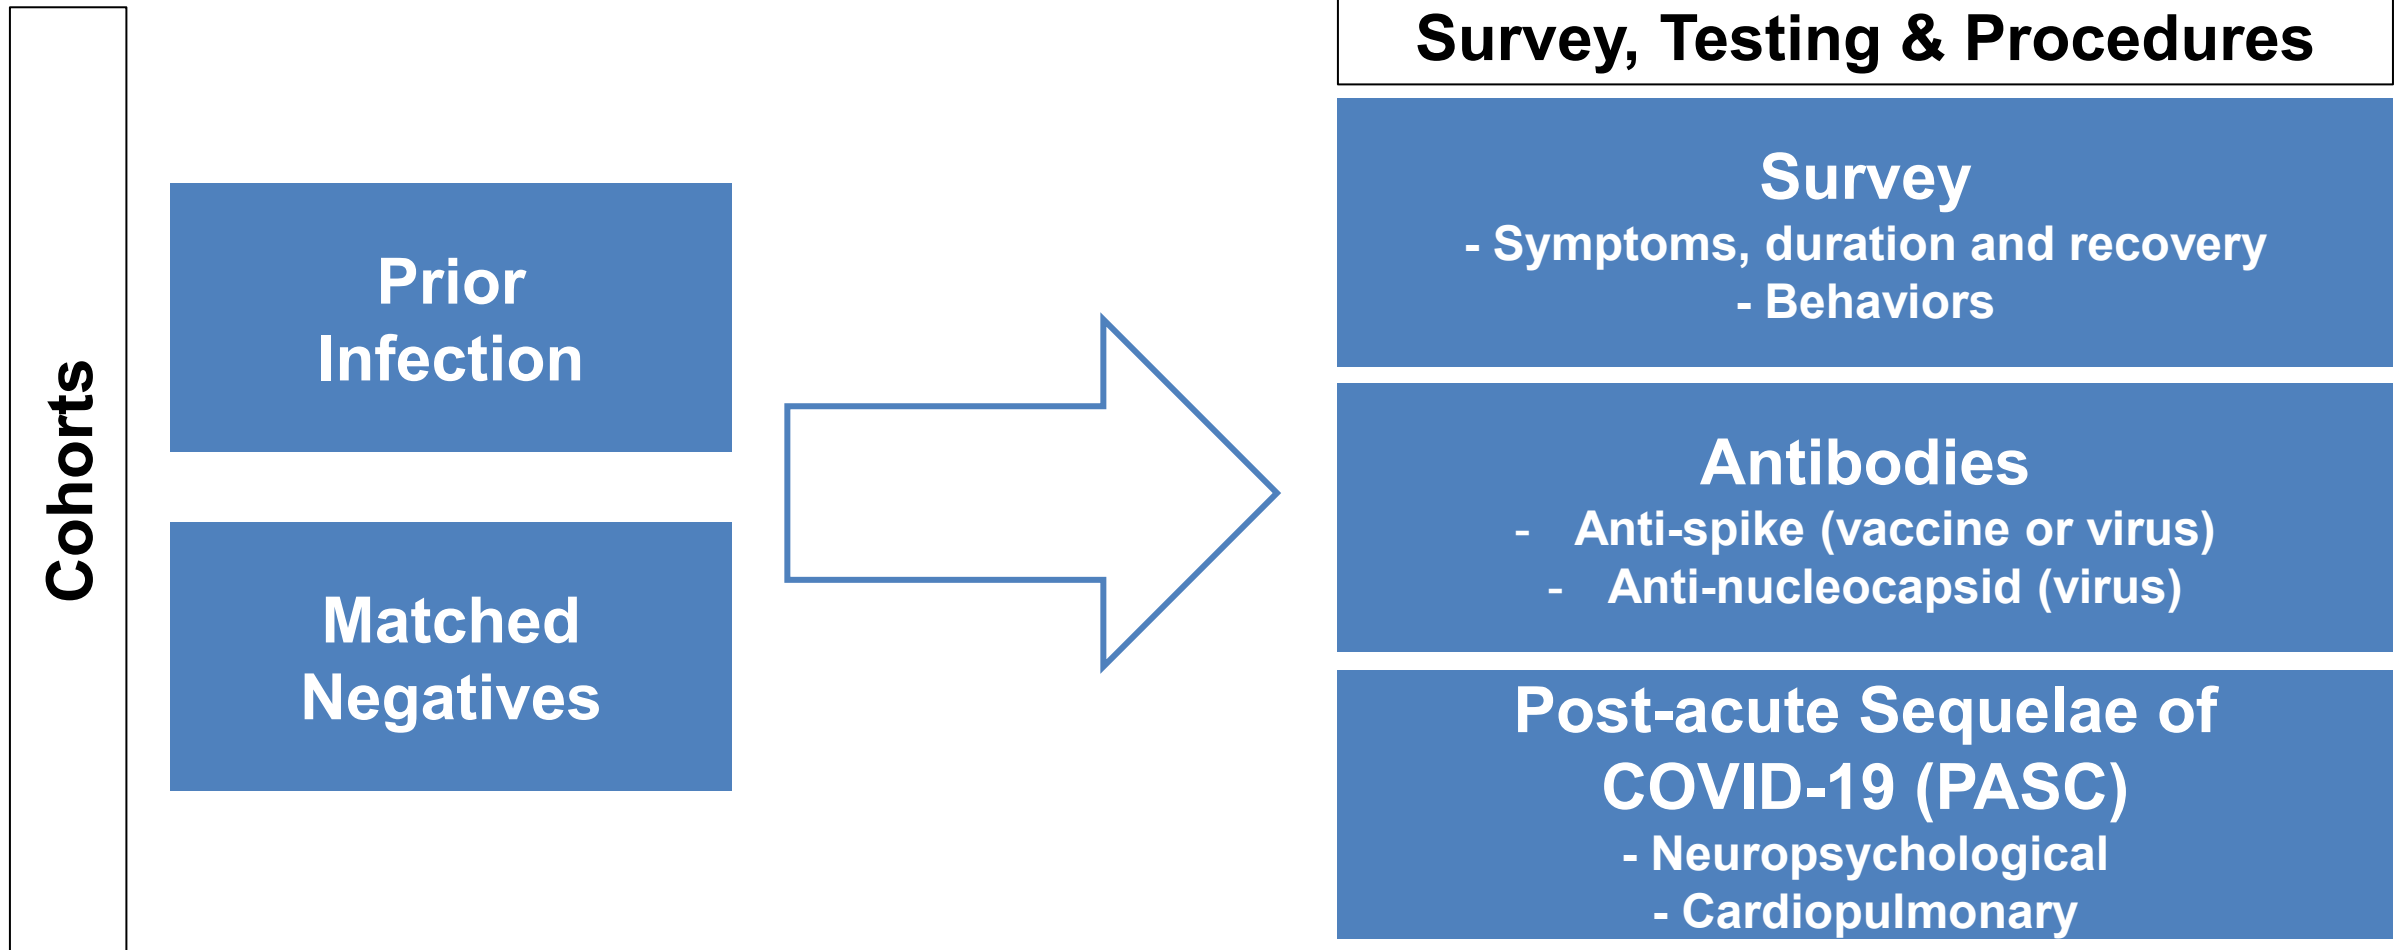 Cohorts
Prior
Infection
Matched
Negatives
Survey, Testing & Procedures
Survey
- Symptoms, duration and recovery
- Behaviors
Antibodies
- Anti-spike (vaccine or virus)
- Anti-nucleocapsid (virus)
Post-acute Sequelae of
COVID-19 (PASC)
- Neuropsychological
- Cardiopulmonary